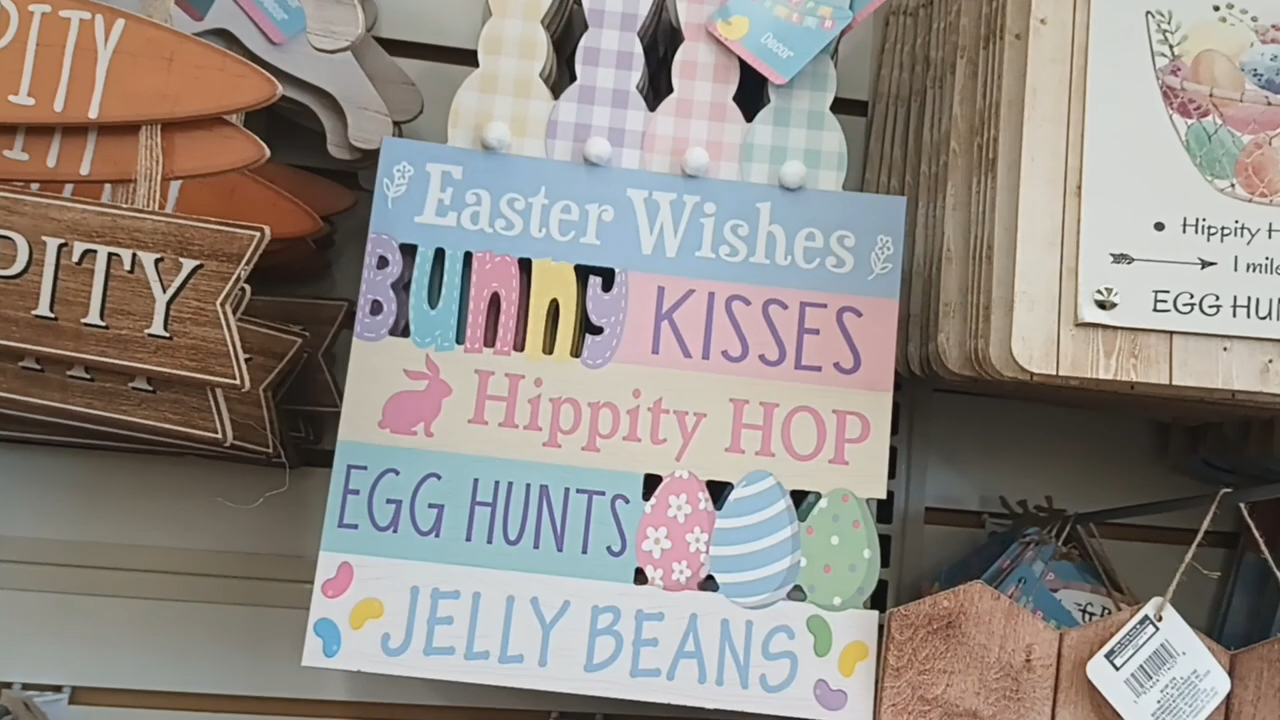 PITY
PITY
Decor
Easter Wishes
Bunny KISSES
Hippity HOP
EGG HUNTS
JELLY BEANS
Hippity H
I mile
EGG HUN